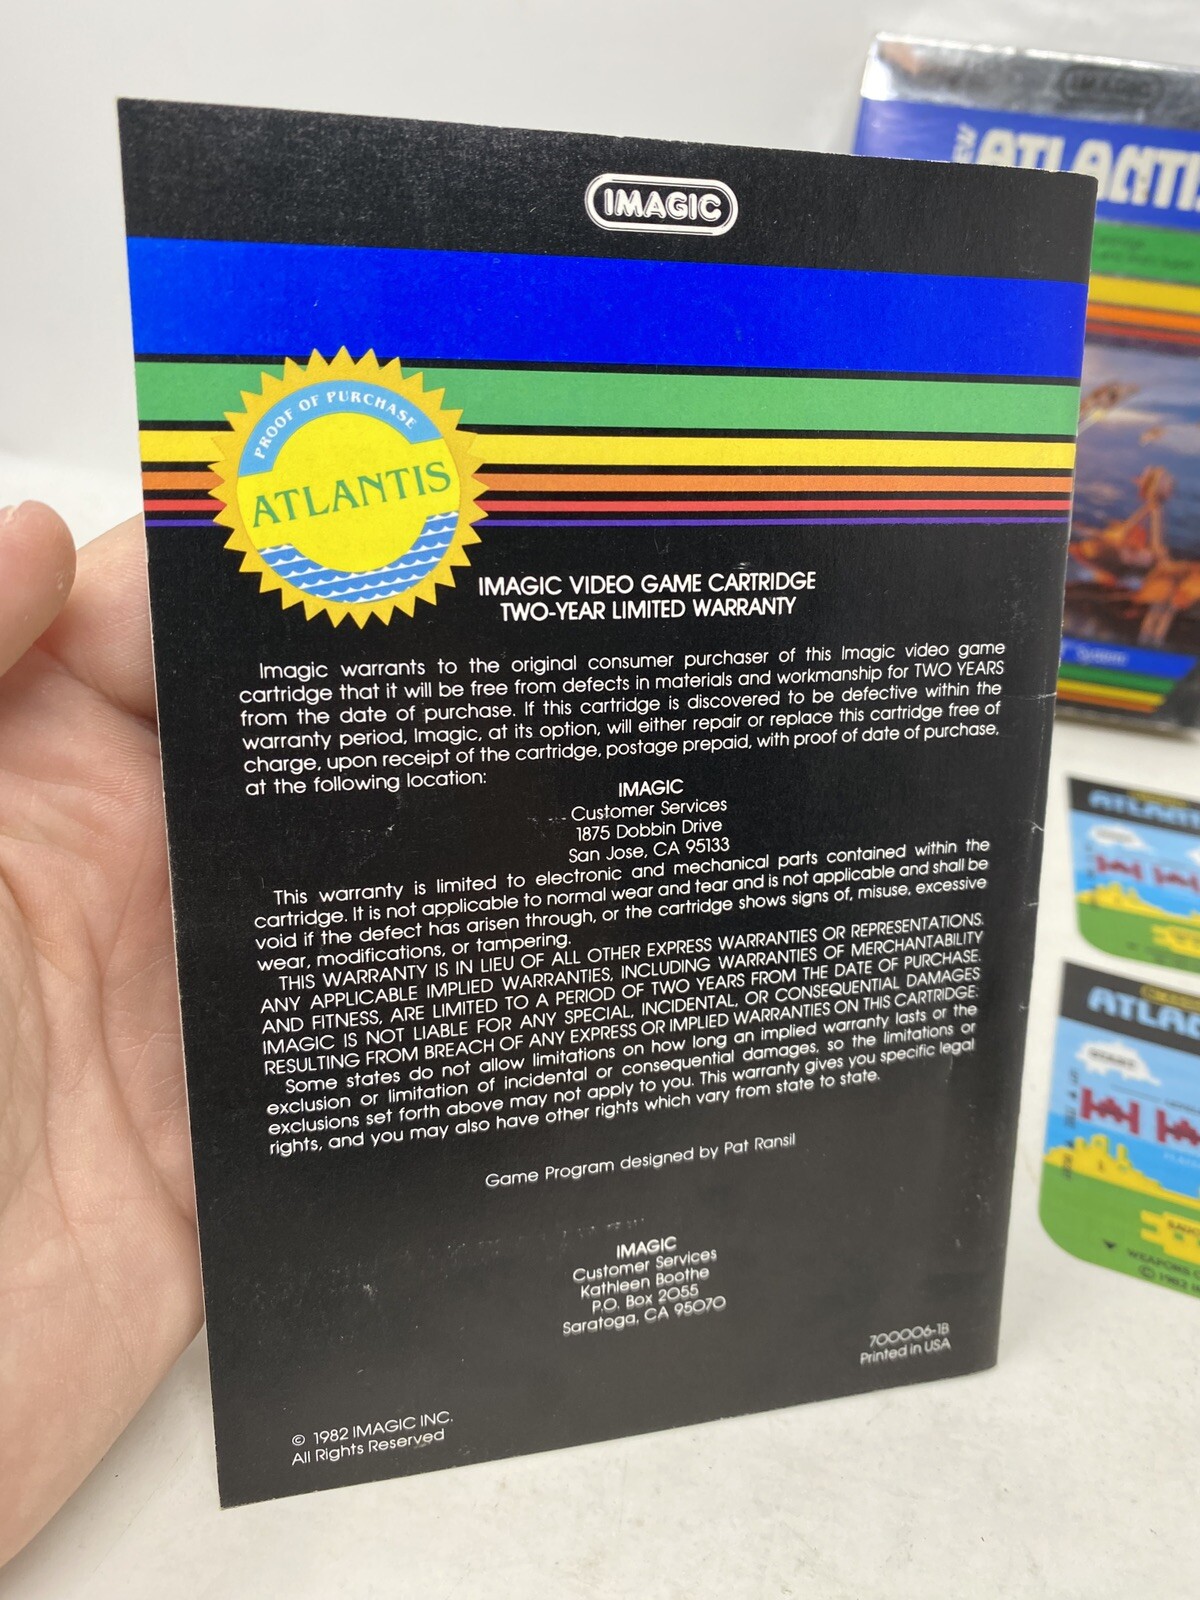 IMAGIC
PROOF OF PURCHASE
ATLANTIS
IMAGIC VIDEO GAME CARTRIDGE
TWO-YEAR LIMITED WARRANTY
Imagic warrants to the original consumer purchaser of this Imagic video game
cartridge that it will be free from defects in materials and workmanship for TWO YEARS
from the date of purchase. If this cartridge is discovered to be defective within the
warranty period, Imagic, at its option, will either repair or replace this cartridge free of
charge, upon receipt of the cartridge, postage prepaid, with proof of date of purchase,
at the following location:
IMAGIC
Customer Services
1875 Dobbin Drive
San Jose, CA 95133
This warranty is limited to electronic and mechanical parts contained within the
cartridge. It is not applicable to normal wear and tear and is not applicable and shall be
void if the defect has arisen through, or the cartridge shows signs of, misuse, excessive
wear, modifications, or tampering.
THIS WARRANTY IS IN LIEU OF ALL OTHER EXPRESS WARRANTIES OR REPRESENTATIONS.
ANY APPLICABLE IMPLIED WARRANTIES, INCLUDING WARRANTIES OF MERCHANTABILITY
AND FITNESS, ARE LIMITED TO A PERIOD OF TWO YEARS FROM THE DATE OF PURCHASE.
IMAGIC IS NOT LIABLE FOR ANY SPECIAL, INCIDENTAL, OR CONSEQUENTIAL DAMAGES
RESULTING FROM BREACH OF ANY EXPRESS OR IMPLIED WARRANTIES ON THIS CARTRIDGE.
Some states do not allow limitations on how long an implied warranty lasts or the
exclusion or limitation of incidental or consequential damages, so the limitations or
exclusions set forth above may not apply to you. This warranty gives you specific legal
rights, and you may also have other rights which vary from state to state.
Game Program designed by Pat Ransil
IMAGIC
Customer Services
Kathleen Boothe
P.O. Box 2055
Saratoga, CA 95070
700006-1B
Printed in USA
© 1982 IMAGIC INC.
All Rights Reserved
IMAGIC
ATLANTIS
System